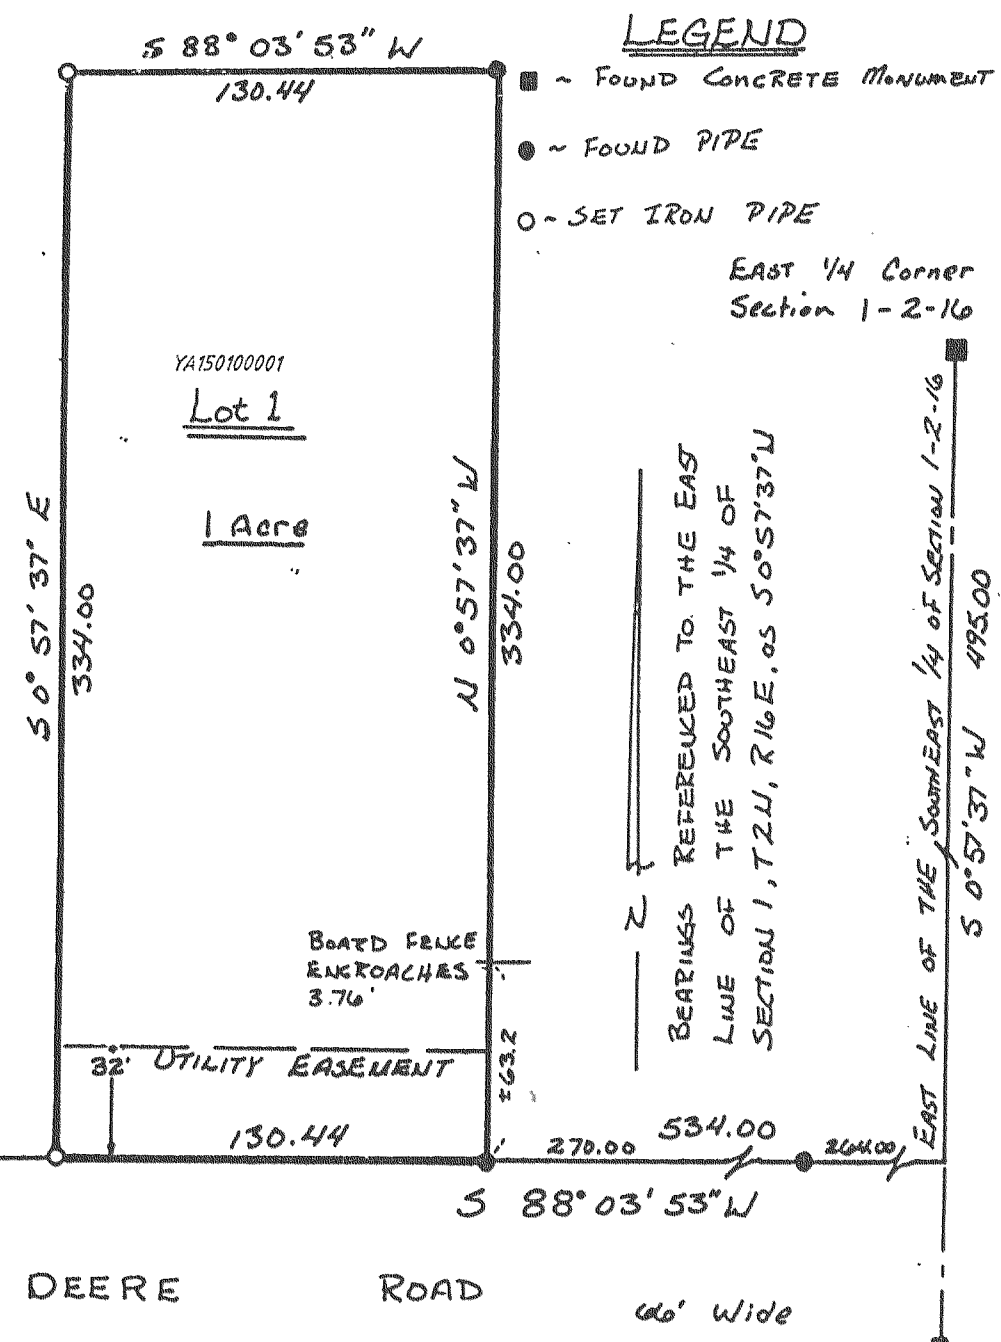 LEGEND
■ ~ FOUND CONCRETE MONUMENT
● ~ FOUND PIPE
○ ~ SET IRON PIPE
S 88° 03' 53" W
130.44
EAST 1/4 Corner
Section 1-2-16
YA150100001
Lot 1
1 Acre
S 0° 57' 37" E
334.00
N 0° 57' 37" W
334.00
N
BEARINGS REFERENCED TO THE EAST
LINE OF THE SOUTHEAST 1/4 OF
SECTION 1, T2N, R16E, as S 0°57'37"W
EAST LINE OF THE SOUTHEAST 1/4 OF SECTION 1-2-16
S 0°57'37" W 495.00
BOARD FENCE
ENCROACHES
3.76'
±63.2
32' UTILITY EASEMENT
130.44
270.00
534.00
264.00
S 88° 03' 53" W
DEERE ROAD
66' Wide